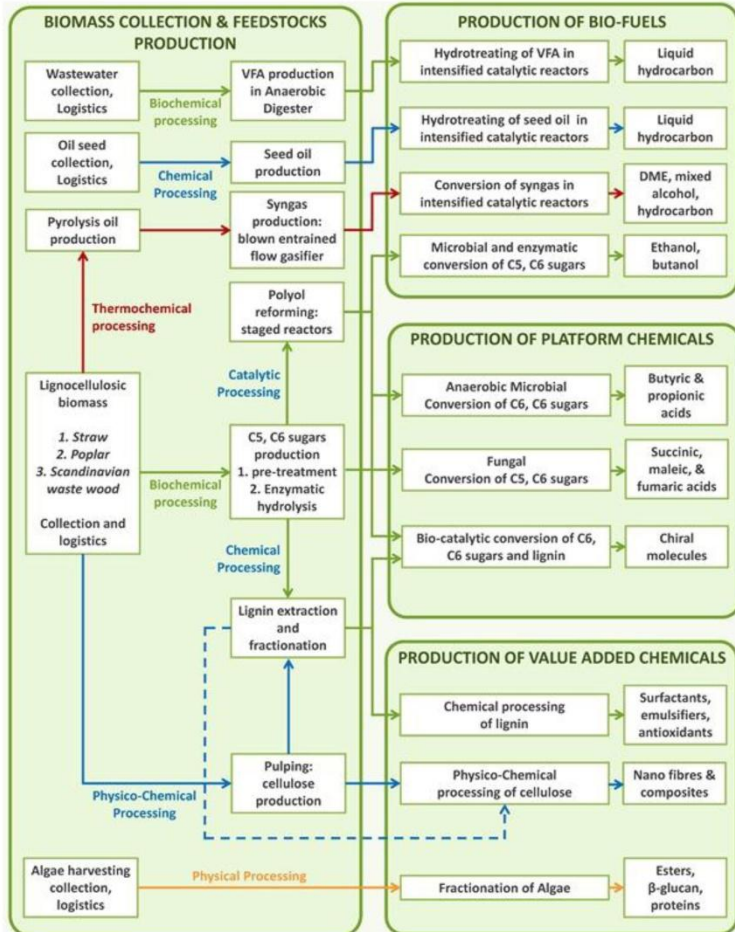 BIOMASS COLLECTION & FEEDSTOCKS
PRODUCTION
Wastewater
collection,
Logistics
Biochemical
processing
VFA production
in Anaerobic
Digester
Oil seed
collection,
Logistics
Chemical
Processing
Seed oil
production
Pyrolysis oil
production
Syngas
production:
blown entrained
flow gasifier
Thermochemical
processing
Polyol
reforming:
staged reactors
Catalytic
Processing
Lignocellulosic
biomass
1. Straw
2. Poplar
3. Scandinavian
waste wood
Collection and
logistics
Biochemical
processing
C5, C6 sugars
production
1. pre-treatment
2. Enzymatic
hydrolysis
Chemical
Processing
Lignin extraction
and
fractionation
Physico-Chemical
Processing
Pulping:
cellulose
production
Algae harvesting
collection,
logistics
Physical Processing
PRODUCTION OF BIO-FUELS
Hydrotreating of VFA in
intensified catalytic reactors
Liquid
hydrocarbon
Hydrotreating of seed oil in
intensified catalytic reactors
Liquid
hydrocarbon
Conversion of syngas in
intensified catalytic reactors
DME, mixed
alcohol,
hydrocarbon
Microbial and enzymatic
conversion of C5, C6 sugars
Ethanol,
butanol
PRODUCTION OF PLATFORM CHEMICALS
Anaerobic Microbial
Conversion of C6, C6 sugars
Butyric &
propionic
acids
Fungal
Conversion of C5, C6 sugars
Succinic,
maleic, &
fumaric acids
Bio-catalytic conversion of C6,
C6 sugars and lignin
Chiral
molecules
PRODUCTION OF VALUE ADDED CHEMICALS
Chemical processing
of lignin
Surfactants,
emulsifiers,
antioxidants
Physico-Chemical
processing of cellulose
Nano fibres &
composites
Fractionation of Algae
Esters,
β-glucan,
proteins